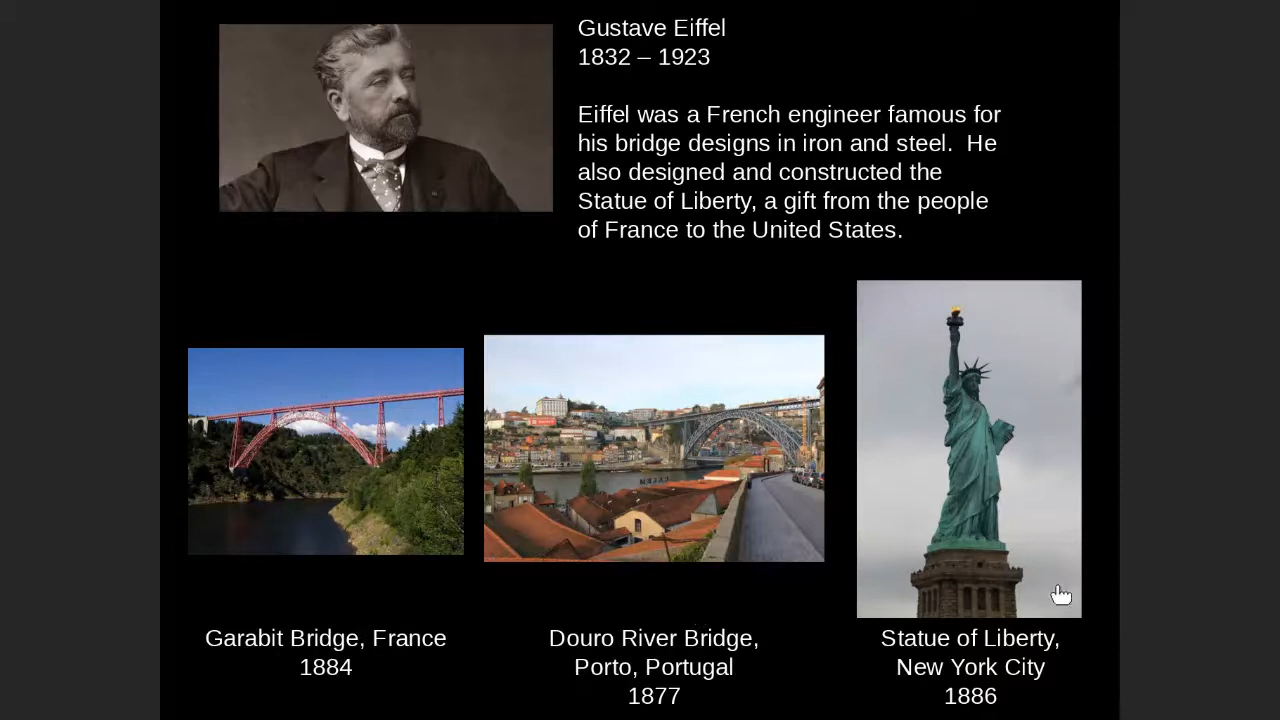 Gustave Eiffel
1832 – 1923
Eiffel was a French engineer famous for
his bridge designs in iron and steel.  He
also designed and constructed the
Statue of Liberty, a gift from the people
of France to the United States.
Garabit Bridge, France
1884
Douro River Bridge,
Porto, Portugal
1877
Statue of Liberty,
New York City
1886